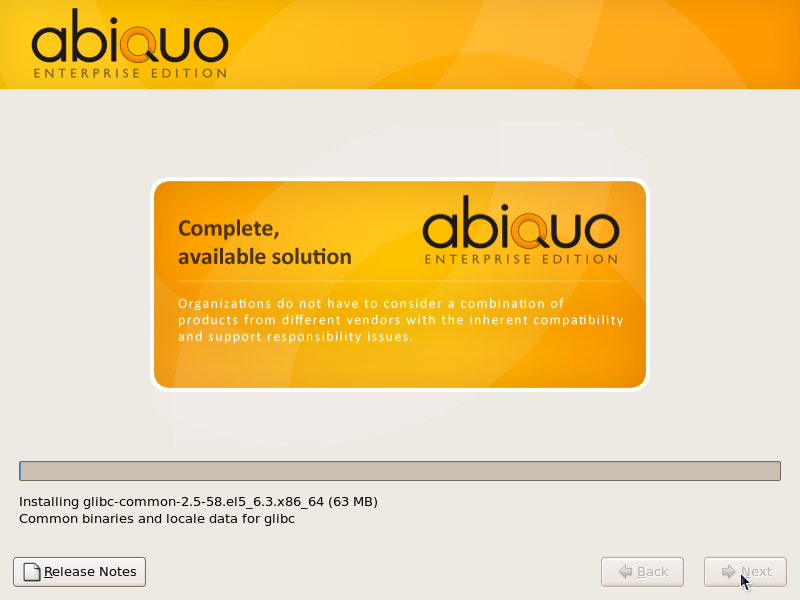 abiquo
ENTERPRISE EDITION
Complete,
available solution
abiquo
ENTERPRISE EDITION
Organizations do not have to consider a combination of
products from different vendors with the inherent compatibility
and support responsibility issues.
Installing glibc-common-2.5-58.el5_6.3.x86_64 (63 MB)
Common binaries and locale data for glibc
Release Notes
Back
Next